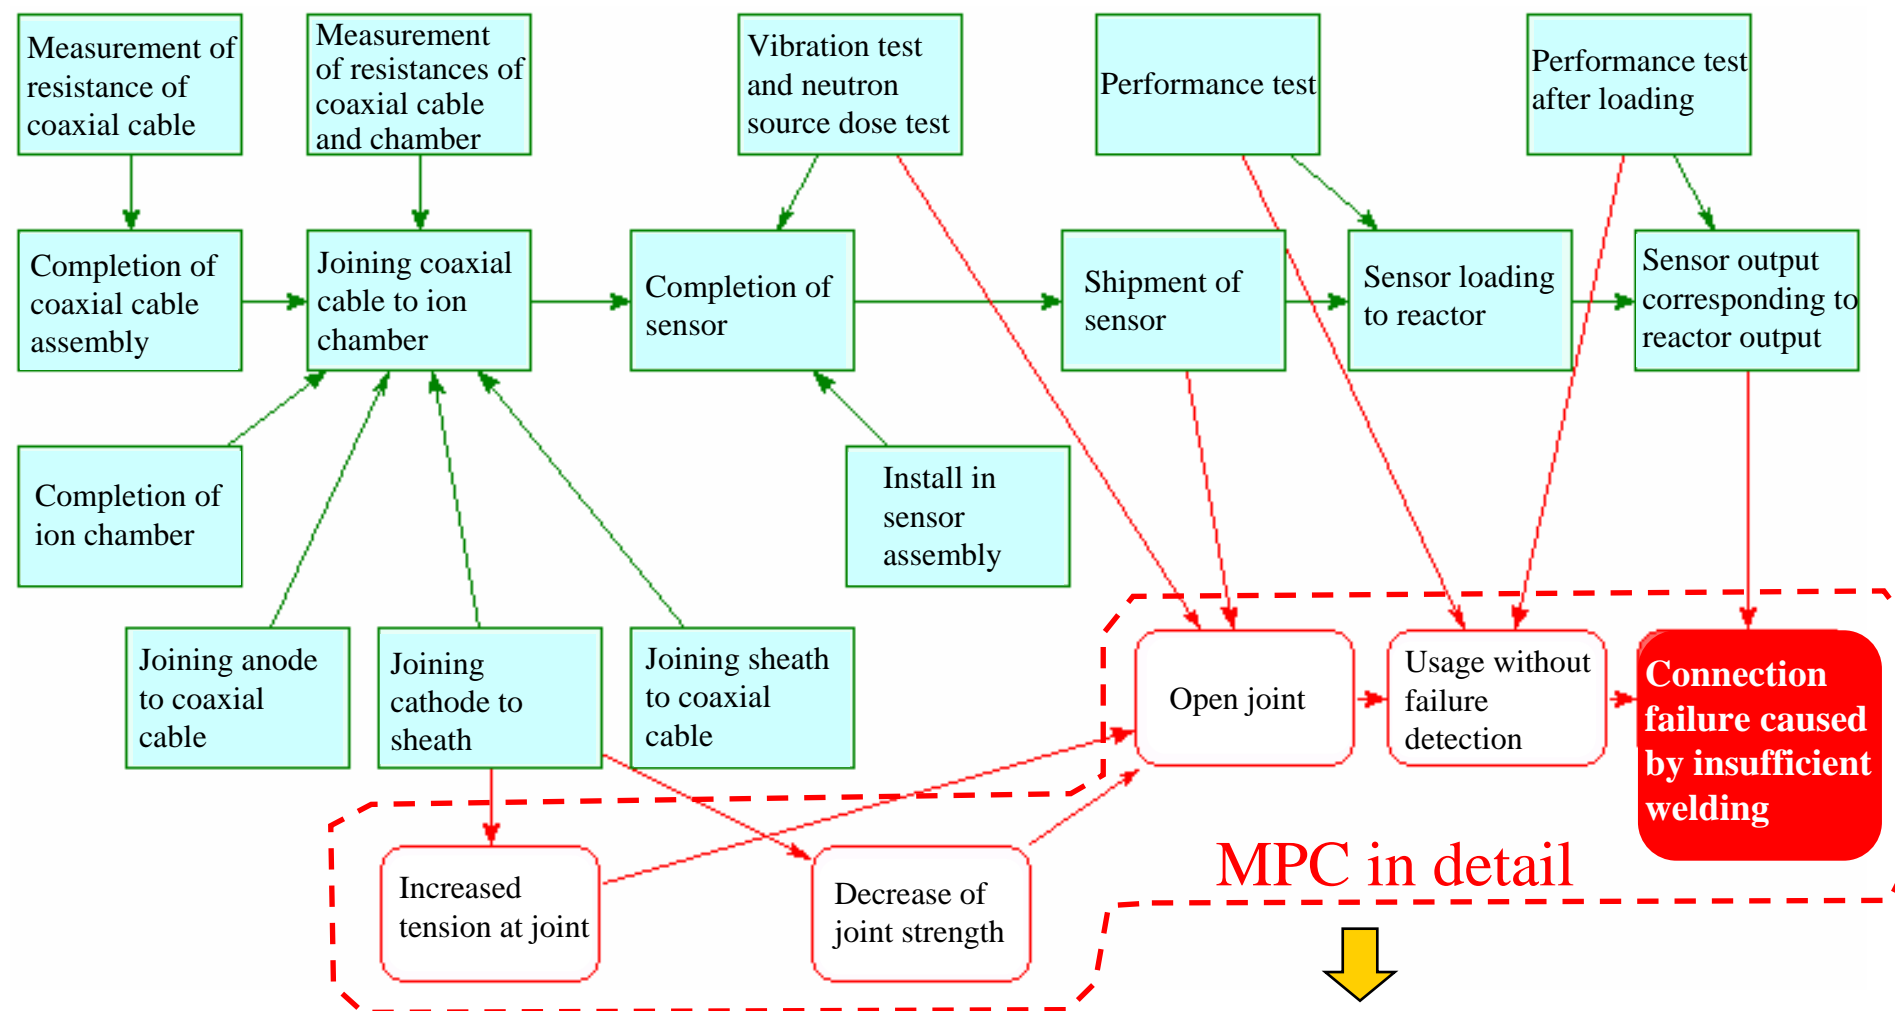 Measurement of
resistance of
coaxial cable
Measurement
of resistances of
coaxial cable
and chamber
Vibration test
and neutron
source dose test
Performance test
Performance test
after loading
Completion of
coaxial cable
assembly
Joining coaxial
cable to ion
chamber
Completion of
sensor
Shipment of
sensor
Sensor loading
to reactor
Sensor output
corresponding to
reactor output
Completion of
ion chamber
Install in
sensor
assembly
Joining anode
to coaxial
cable
Joining
cathode to
sheath
Joining sheath
to coaxial
cable
Open joint
Usage without
failure
detection
Connection
failure caused
by insufficient
welding
Increased
tension at joint
Decrease of
joint strength
MPC in detail